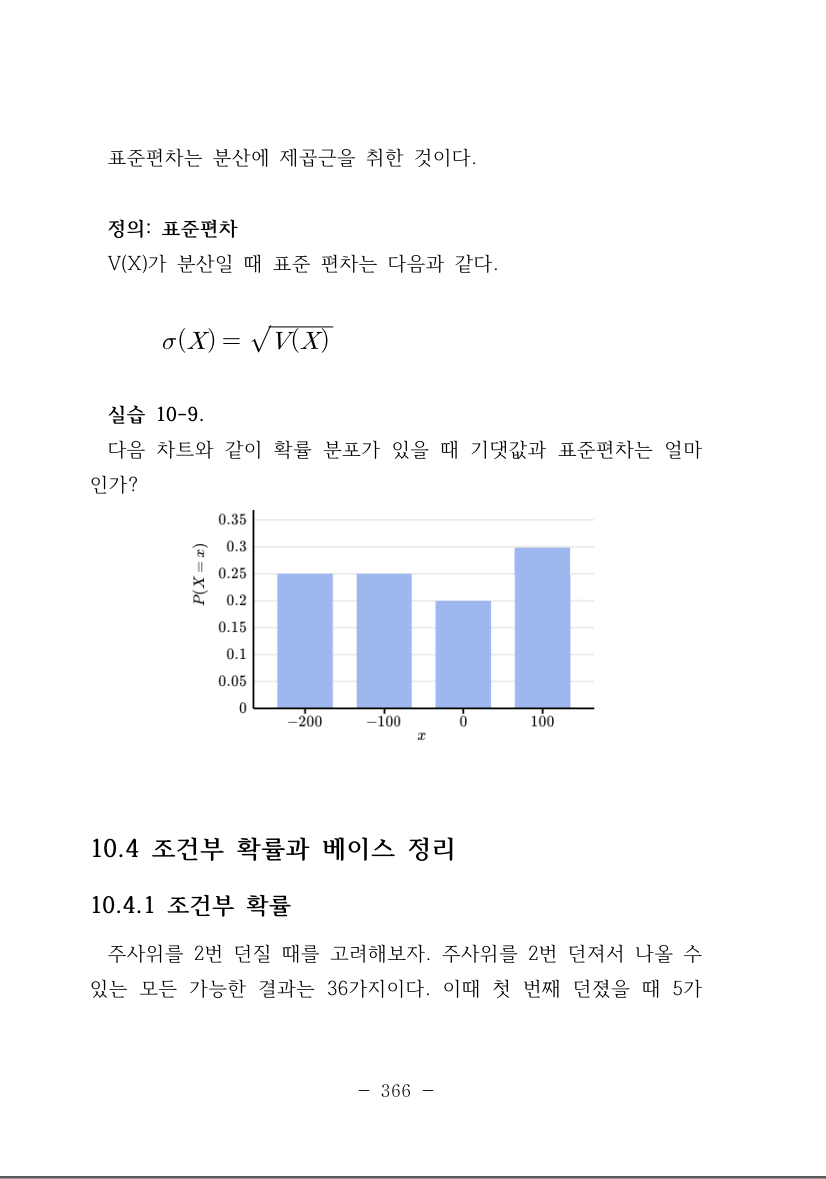 표준편차는 분산에 제곱근을 취한 것이다.
정의: 표준편차
V(X)가 분산일 때 표준 편차는 다음과 같다.
σ(X) = √V(X)
실습 10-9.
다음 차트와 같이 확률 분포가 있을 때 기댓값과 표준편차는 얼마
인가?
0.35
0.3
0.25
0.2
0.15
0.1
0.05
0
P(X = x)
−200 −100 0 100
x
10.4 조건부 확률과 베이스 정리
10.4.1 조건부 확률
주사위를 2번 던질 때를 고려해보자. 주사위를 2번 던져서 나올 수
있는 모든 가능한 결과는 36가지이다. 이때 첫 번째 던졌을 때 5가
- 366 -